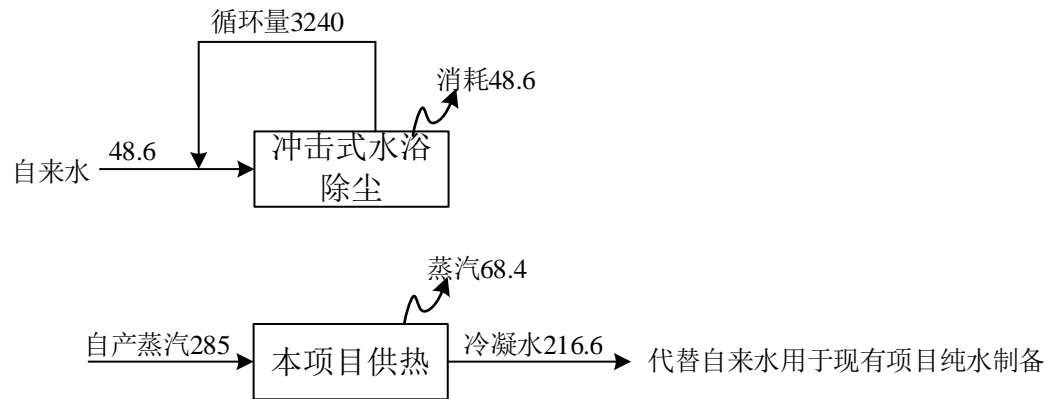 循环量3240
消耗48.6
自来水
48.6
冲击式水浴
除尘
蒸汽68.4
自产蒸汽285
本项目供热
冷凝水216.6
代替自来水用于现有项目纯水制备